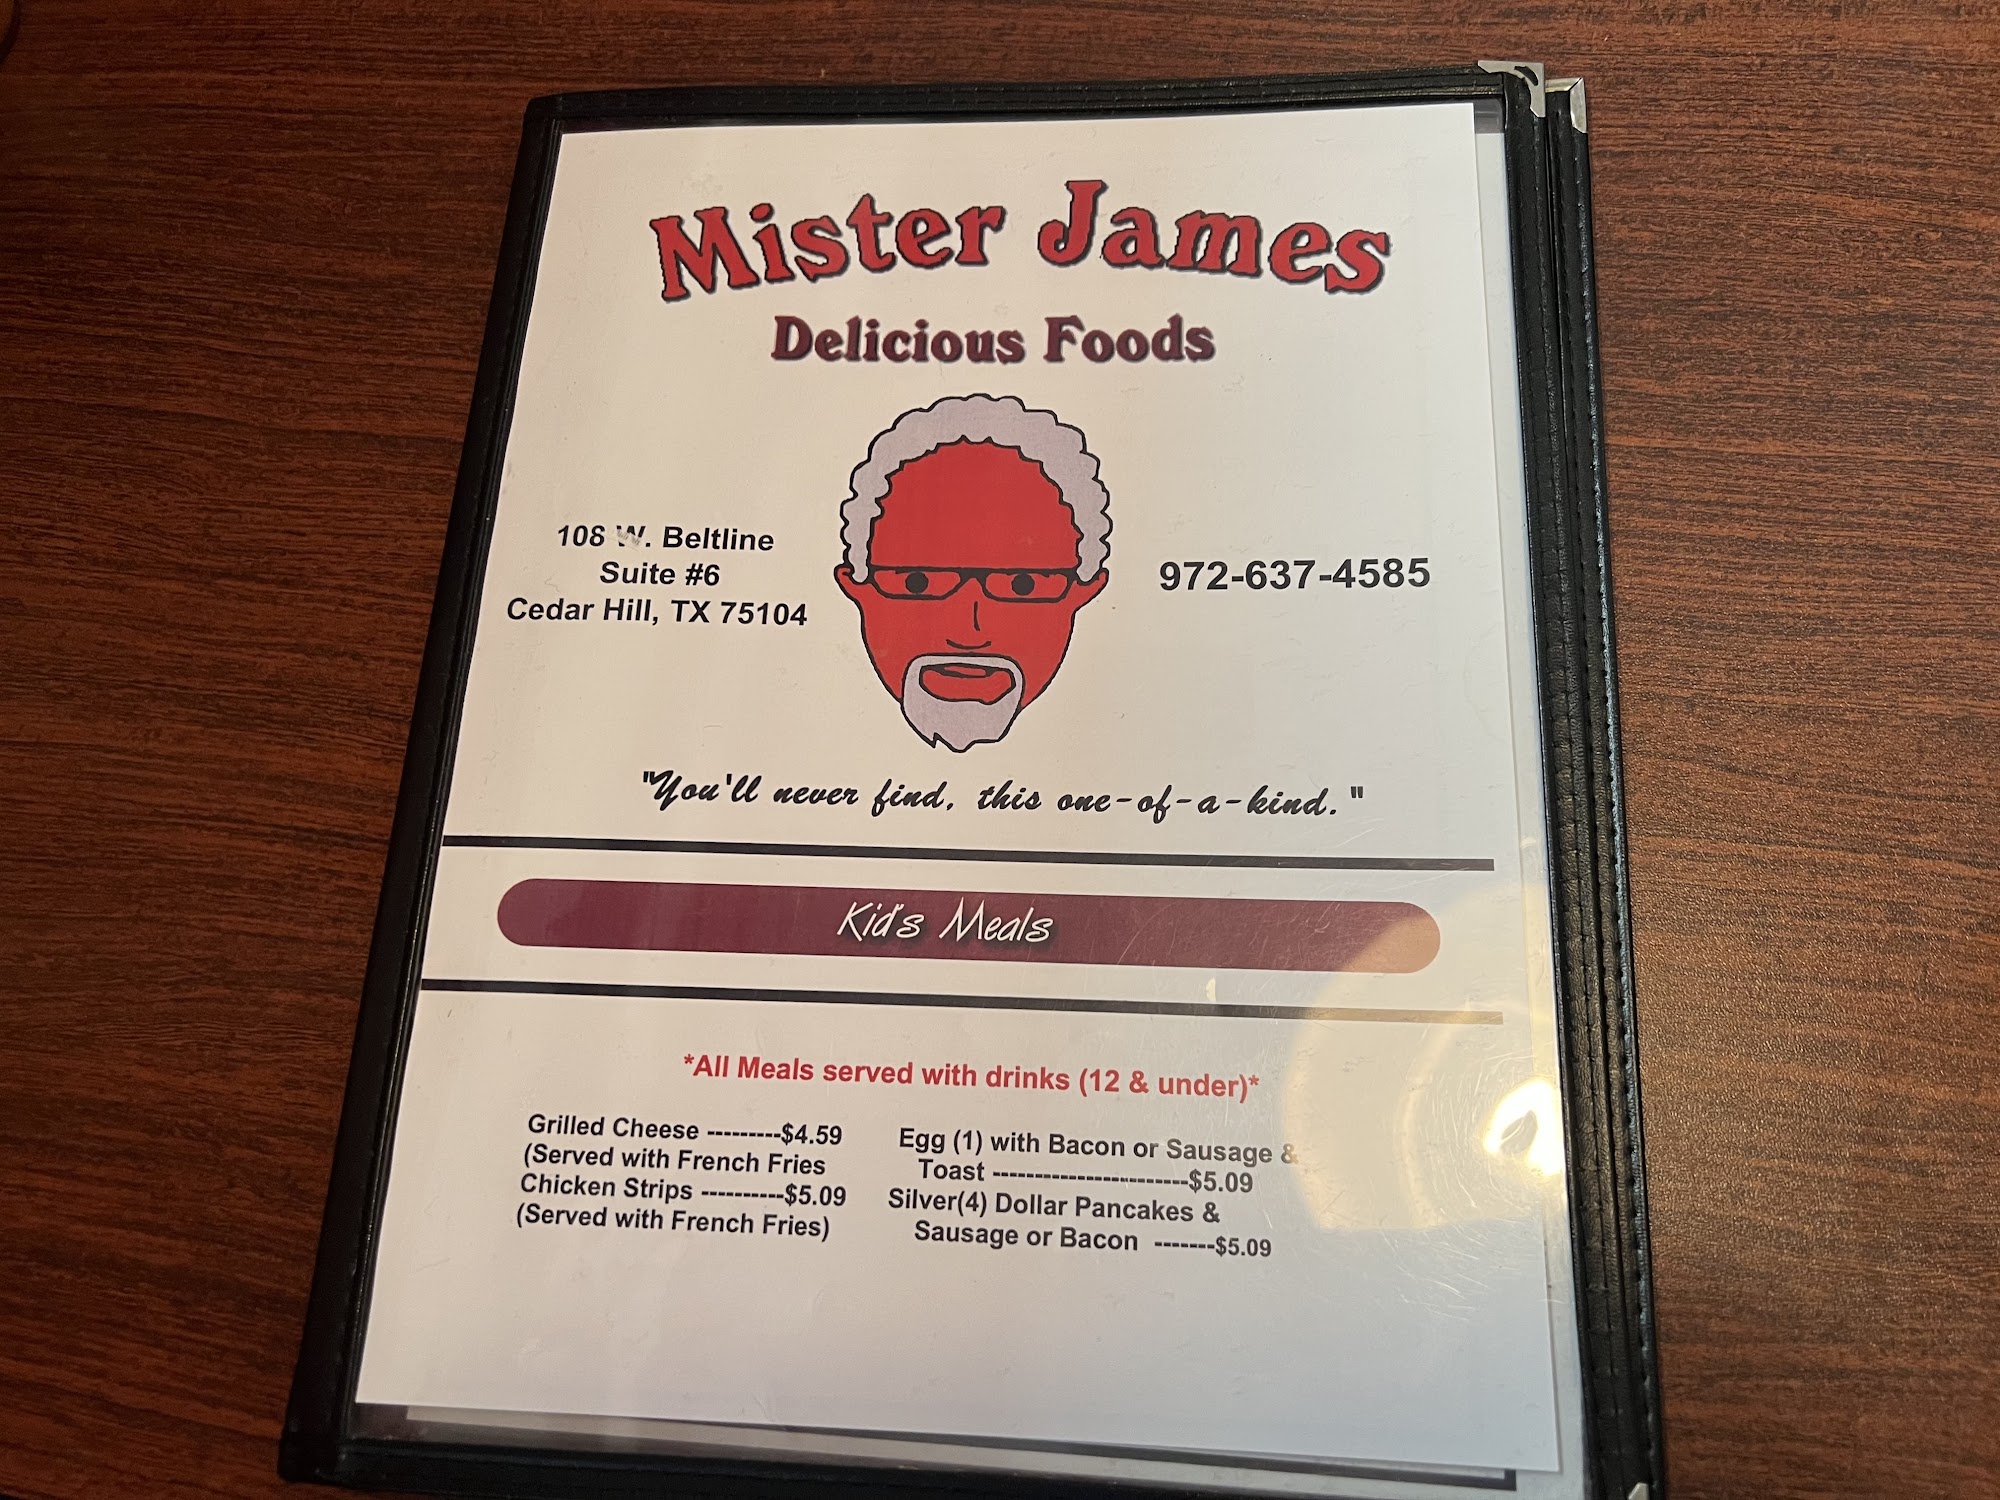 Mister James
Delicious Foods
108 W. Beltline
Suite #6
Cedar Hill, TX 75104
972-637-4585
"You'll never find, this one-of-a-kind."
Kid's Meals
*All Meals served with drinks (12 & under)*
Grilled Cheese ---------$4.59
(Served with French Fries
Chicken Strips ----------$5.09
(Served with French Fries)
Egg (1) with Bacon or Sausage &
Toast ------------------------$5.09
Silver(4) Dollar Pancakes &
Sausage or Bacon -------$5.09